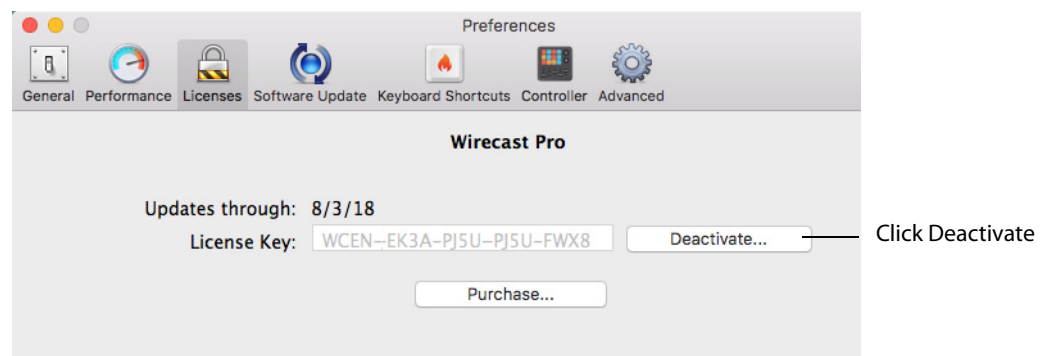 Preferences
General Performance Licenses Software Update Keyboard Shortcuts Controller Advanced
Wirecast Pro
Updates through: 8/3/18
License Key: WCEN-EK3A-PJ5U-PJ5U-FWX8 Deactivate...
Click Deactivate
Purchase...